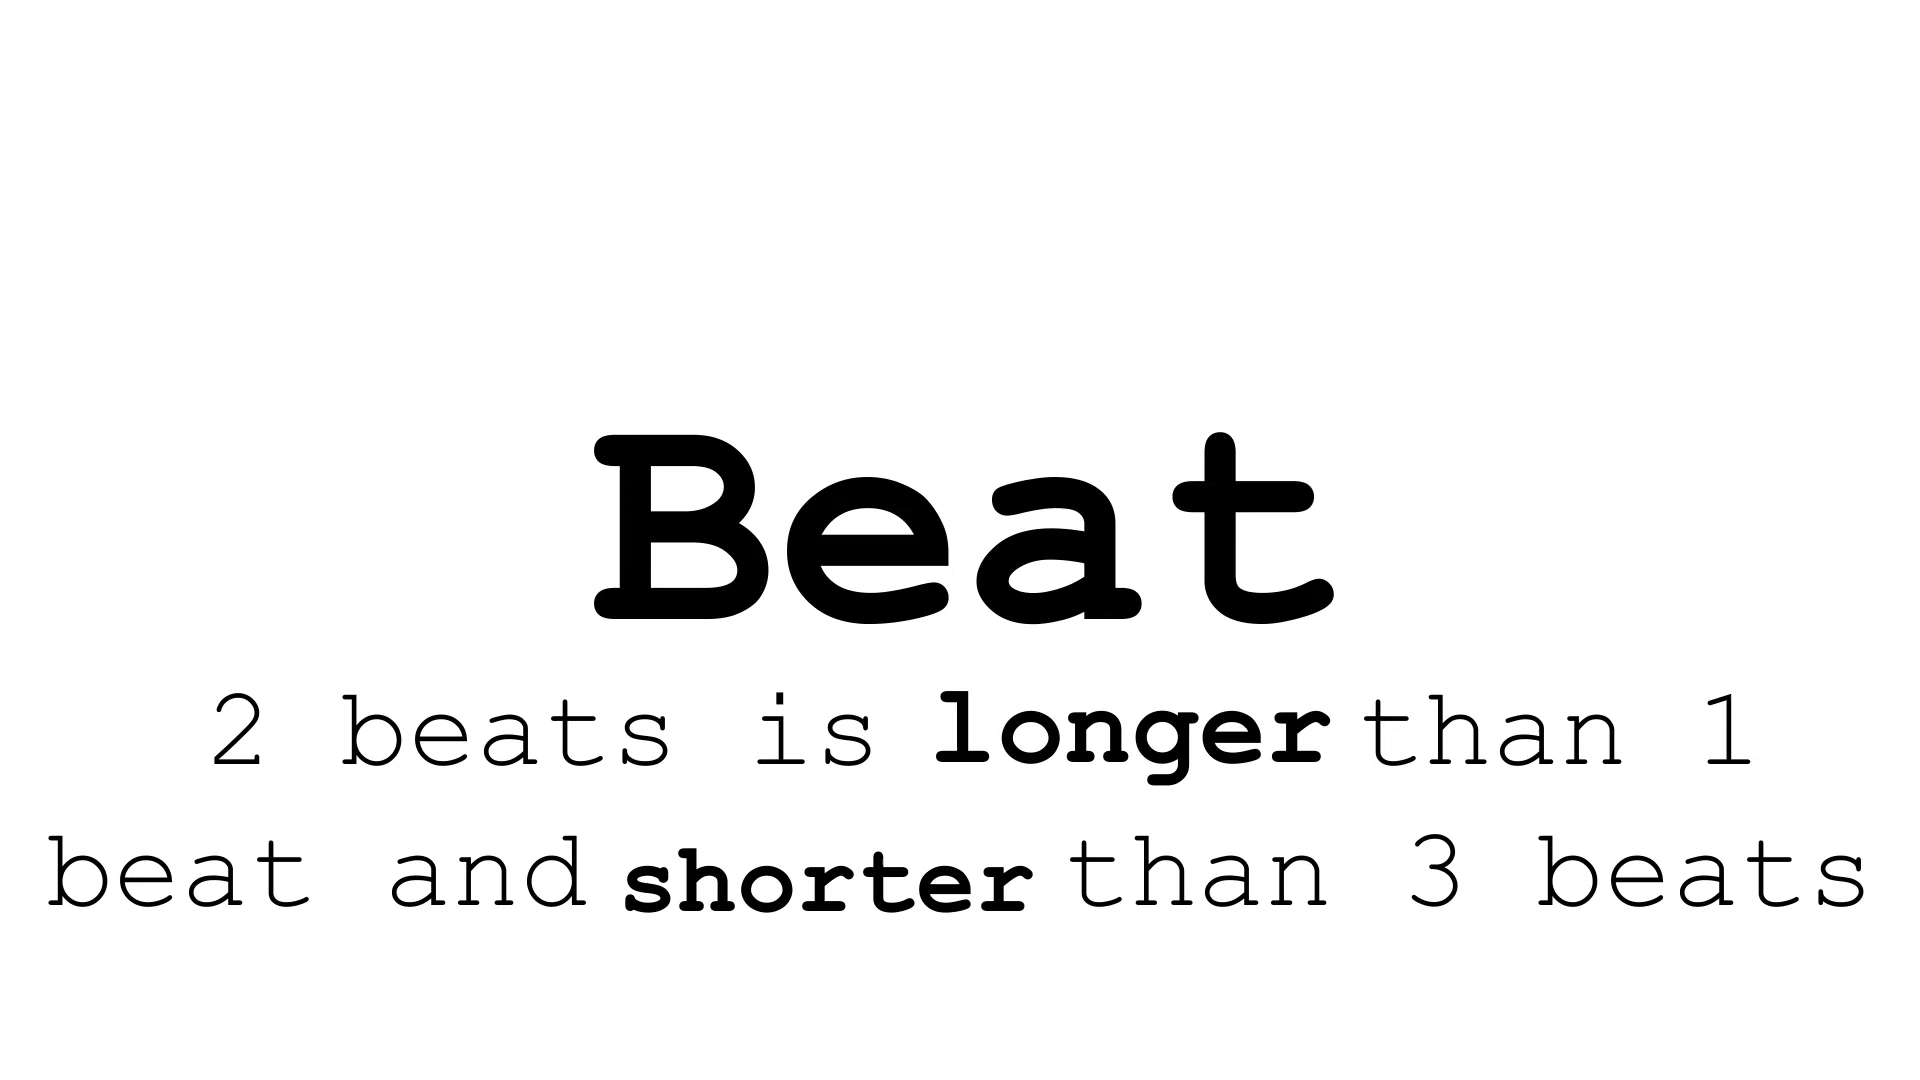 Beat
2 beats is longer than 1
beat and shorter than 3 beats